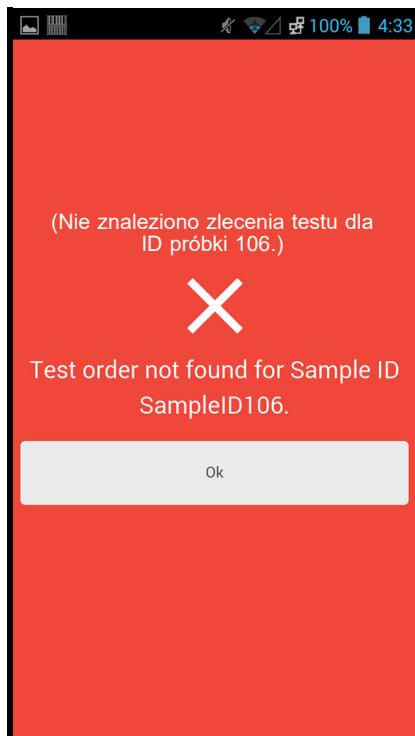 100% 4:33
(Nie znaleziono zlecenia testu dla
ID próbki 106.)
Test order not found for Sample ID
SampleID106.
Ok